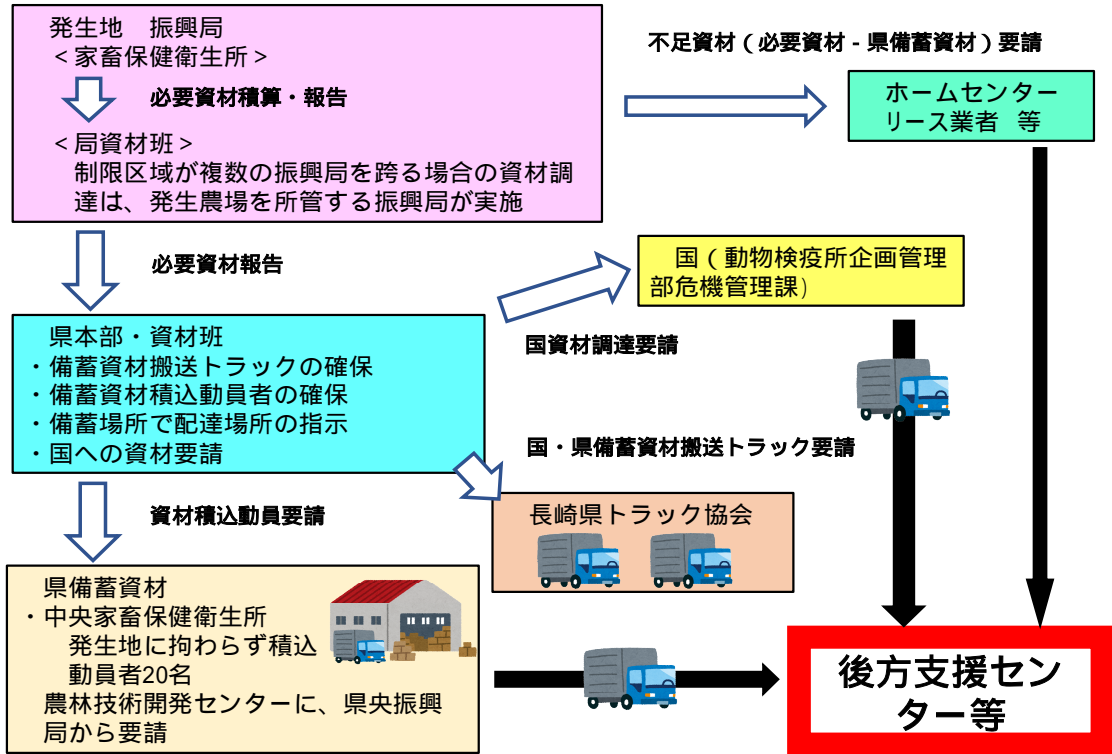 発生地　振興局
＜家畜保健衛生所＞
必要資材積算・報告
＜局資材班＞
制限区域が複数の振興局を跨る場合の資材調
達は、発生農場を所管する振興局が実施
不足資材（必要資材‐県備蓄資材）要請
ホームセンター
リース業者　等
必要資材報告
国（動物検疫所企画管理
部危機管理課）
国資材調達要請
県本部・資材班
・備蓄資材搬送トラックの確保
・備蓄資材積込動員者の確保
・備蓄場所で配達場所の指示
・国への資材要請
国・県備蓄資材搬送トラック要請
長崎県トラック協会
資材積込動員要請
県備蓄資材
・中央家畜保健衛生所
発生地に拘わらず積込
動員者20名
農林技術開発センターに、県央振興
局から要請
後方支援セン
ター等